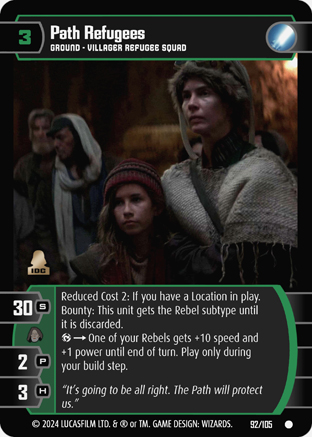 3
Path Refugees
GROUND - VILLAGER REFUGEE SQUAD
IDC
30 S
2 P
3 H
Reduced Cost 2: If you have a Location in play.
Bounty: This unit gets the Rebel subtype until
it is discarded.
→ One of your Rebels gets +10 speed and
+1 power until end of turn. Play only during
your build step.
"It's going to be all right. The Path will protect
us."
© 2024 LUCASFILM LTD. & ® or TM. GAME DESIGN: WIZARDS.
92/105